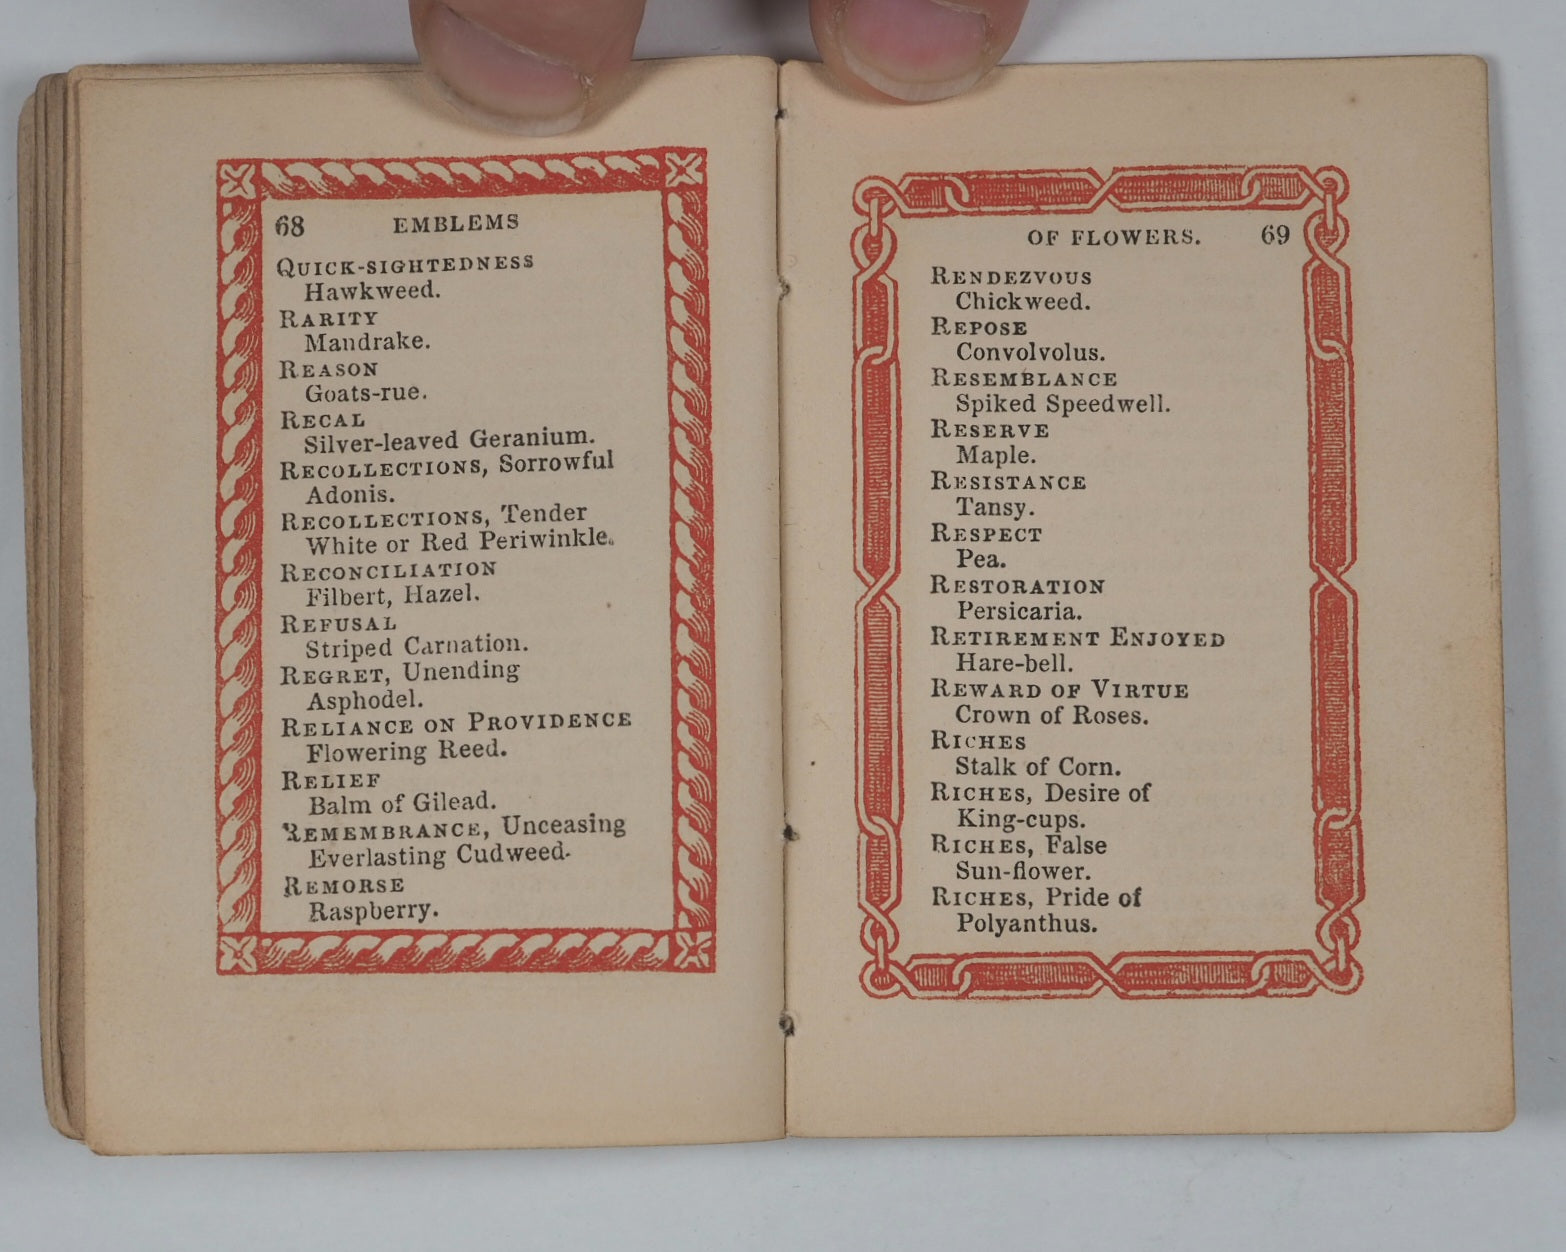 68 EMBLEMS
QUICK-SIGHTEDNESS
Hawkweed.
RARITY
Mandrake.
REASON
Goats-rue.
RECAL
Silver-leaved Geranium.
RECOLLECTIONS, Sorrowful
Adonis.
RECOLLECTIONS, Tender
White or Red Periwinkle.
RECONCILIATION
Filbert, Hazel.
REFUSAL
Striped Carnation.
REGRET, Unending
Asphodel.
RELIANCE ON PROVIDENCE
Flowering Reed.
RELIEF
Balm of Gilead.
REMEMBRANCE, Unceasing
Everlasting Cudweed.
REMORSE
Raspberry.
OF FLOWERS. 69
RENDEZVOUS
Chickweed.
REPOSE
Convolvolus.
RESEMBLANCE
Spiked Speedwell.
RESERVE
Maple.
RESISTANCE
Tansy.
RESPECT
Pea.
RESTORATION
Persicaria.
RETIREMENT ENJOYED
Hare-bell.
REWARD OF VIRTUE
Crown of Roses.
RICHES
Stalk of Corn.
RICHES, Desire of
King-cups.
RICHES, False
Sun-flower.
RICHES, Pride of
Polyanthus.